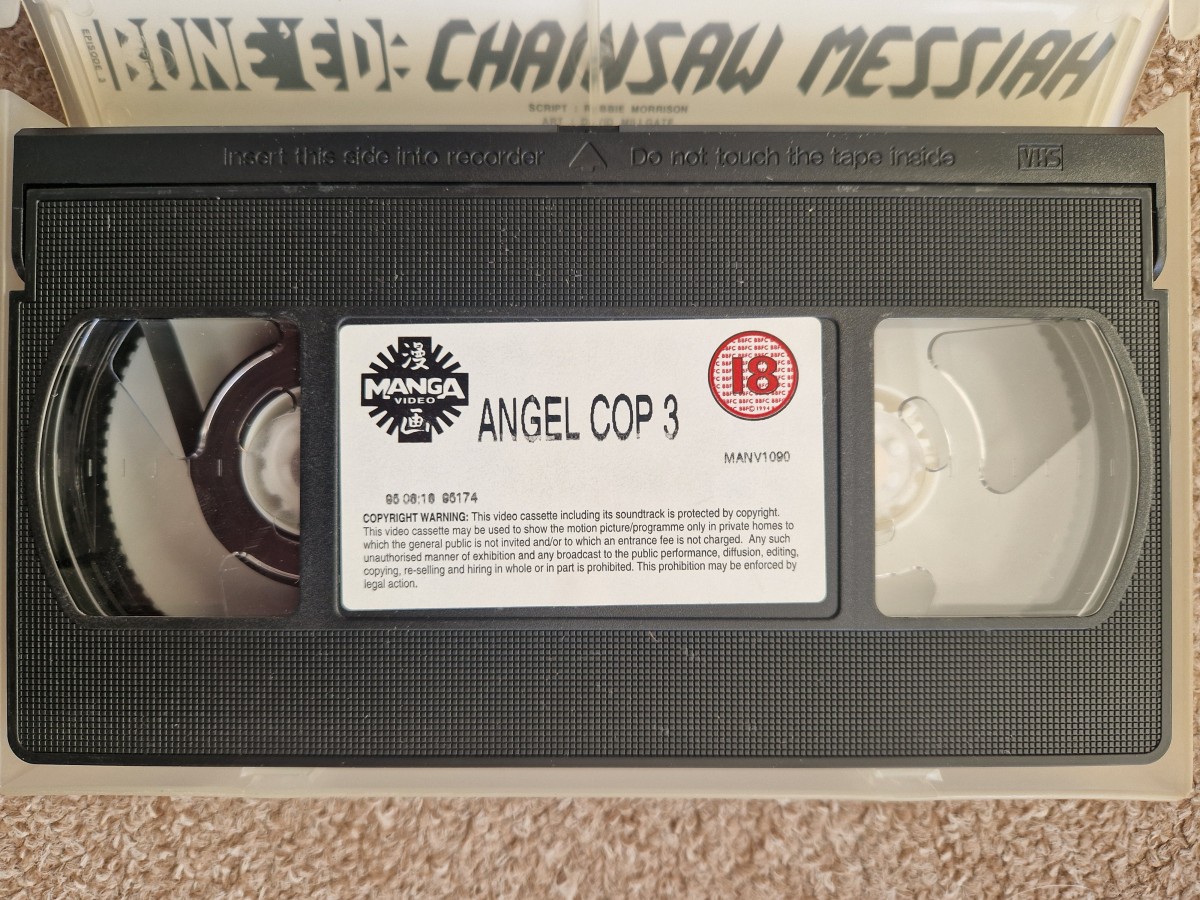 EPISODE 2
BONE 'ED: CHAINSAW MESSIAH
SCRIPT : ROBBIE MORRISON
ART : DAVID MILLGATE
Insert this side into recorder Do not touch the tape inside VHS
漫
MANGA
VIDEO
画
ANGEL COP 3
18
BBFC © 1994
MANV1090
95174
COPYRIGHT WARNING: This video cassette including its soundtrack is protected by copyright.
This video cassette may be used to show the motion picture/programme only in private homes to
which the general public is not invited and/or to which an entrance fee is not charged. Any such
unauthorised manner of exhibition and any broadcast to the public performance, diffusion, editing,
copying, re-selling and hiring in whole or in part is prohibited. This prohibition may be enforced by
legal action.